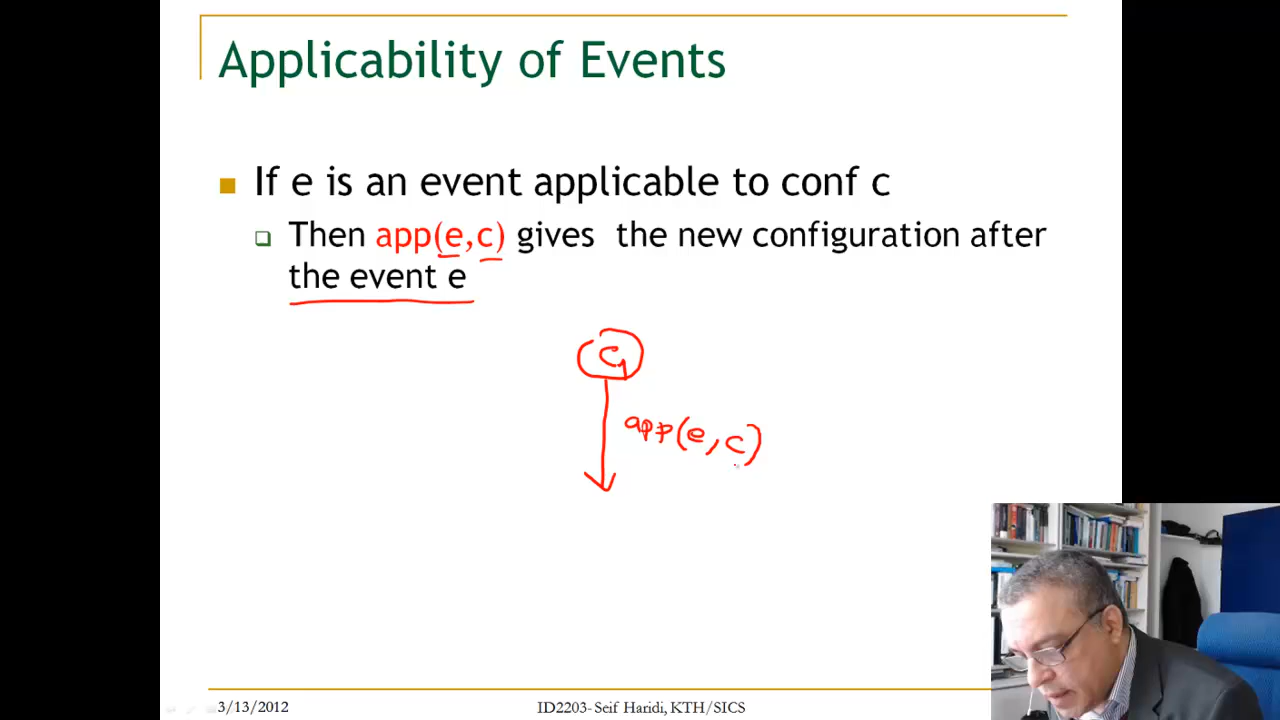 Applicability of Events
If e is an event applicable to conf c
Then app(e,c) gives the new configuration after
the event e
C1
app(e,c)
3/13/2012
ID2203- Seif Haridi, KTH/SICS